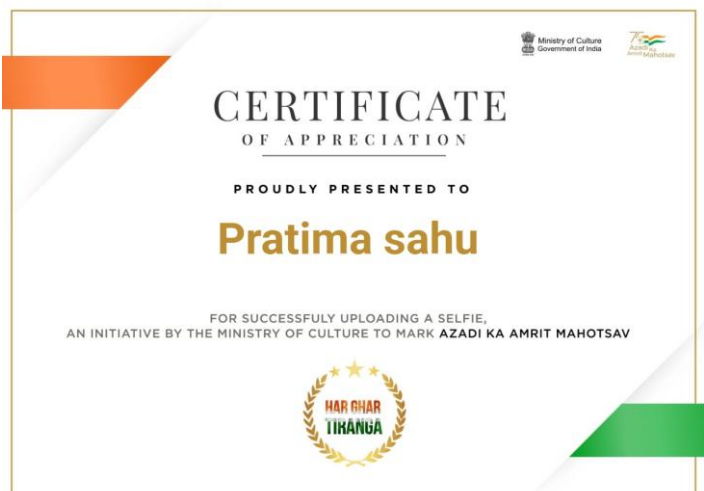 Ministry of Culture
Government of India
Azadi Ka
Amrit Mahotsav
CERTIFICATE
OF APPRECIATION
PROUDLY PRESENTED TO
Pratima sahu
FOR SUCCESSFULY UPLOADING A SELFIE,
AN INITIATIVE BY THE MINISTRY OF CULTURE TO MARK AZADI KA AMRIT MAHOTSAV
HAR GHAR
TIRANGA